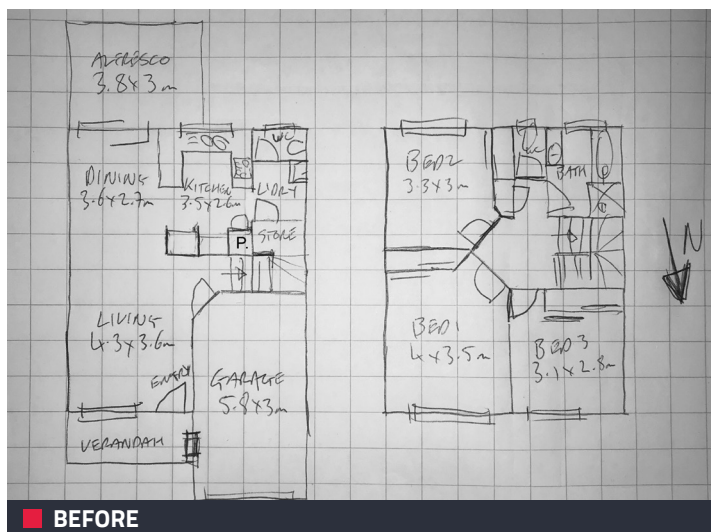 ALFRESCO
3.8x3m
DINING
3.6x2.7m
KITCHEN
3.5x2.6m
WC
L'DRY
P.
STORE
LIVING
4.3x3.6m
ENTRY
GARAGE
5.8x3m
VERANDAH
BED2
3.3x3m
WC
BATH
BED1
4x3.5m
BED3
3.1x2.8m
N
BEFORE